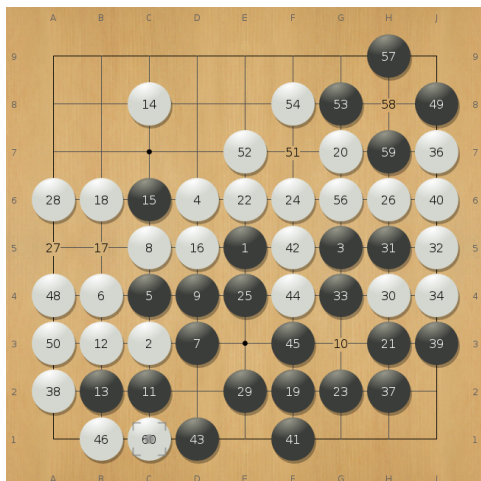 A B C D E F G H J
9 57 9
8 14 54 53 58 49 8
7 52 51 20 59 36 7
6 28 18 15 4 22 24 56 26 40 6
5 27 17 8 16 1 42 3 31 32 5
4 48 6 5 9 25 44 33 30 34 4
3 50 12 2 7 45 10 21 39 3
2 38 13 11 29 19 23 37 2
1 46 60 43 41 1
A B C D E F G H J